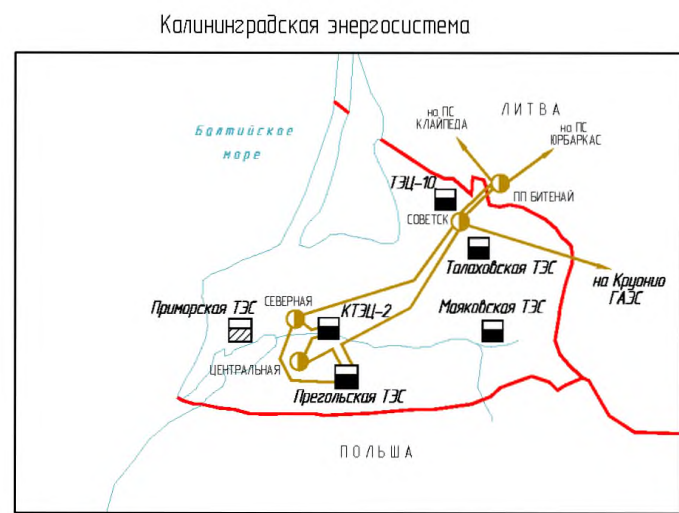 Калининградская энергосистема
Балтийское
море
на ПС
КЛАЙПЕДА
ЛИТВА
на ПС
ЮРБАРКАС
ТЭЦ-10
ПП БИТЕНАЙ
СОВЕТСК
Талаховская ТЭС
на Круонио
ГАЭС
Приморская ТЭС
СЕВЕРНАЯ
КТЭЦ-2
Маяковская ТЭС
ЦЕНТРАЛЬНАЯ
Прегольская ТЭС
ПОЛЬША